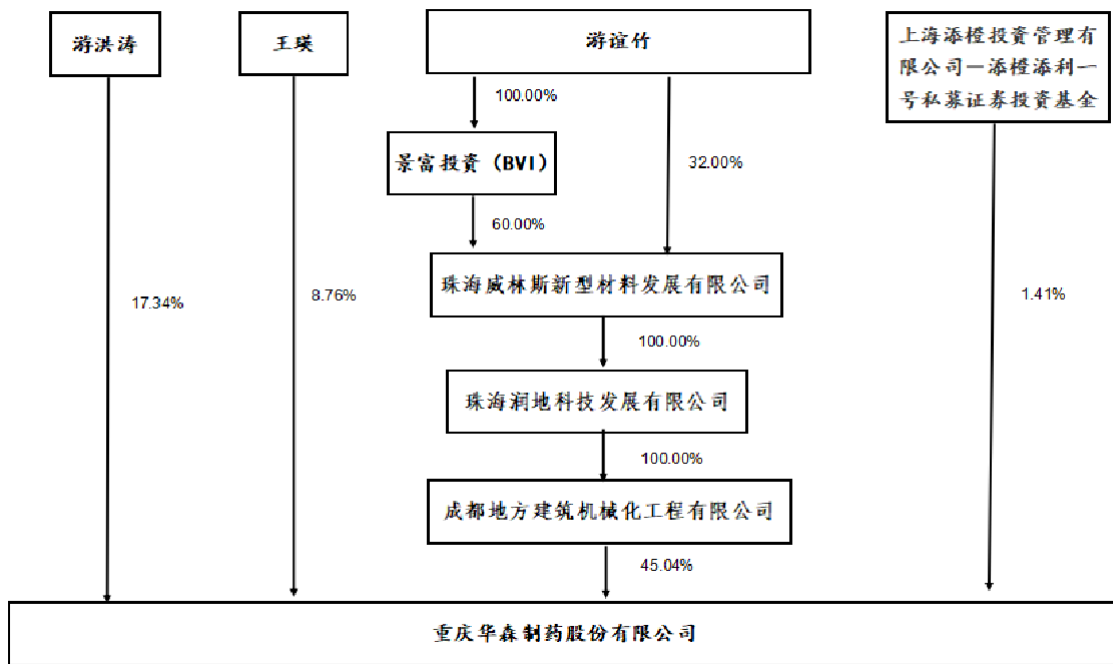 游洪涛
王瑛
游谊竹
上海添橙投資管理有
限公司—添橙添利一
号私募证券投資基金
100.00%
景富投資（BVI）
32.00%
60.00%
珠海威林斯新型材料发展有限公司
17.34%
8.76%
1.41%
100.00%
珠海润地科技发展有限公司
100.00%
成都地方建筑机械化工程有限公司
45.04%
重庆华森制药股份有限公司